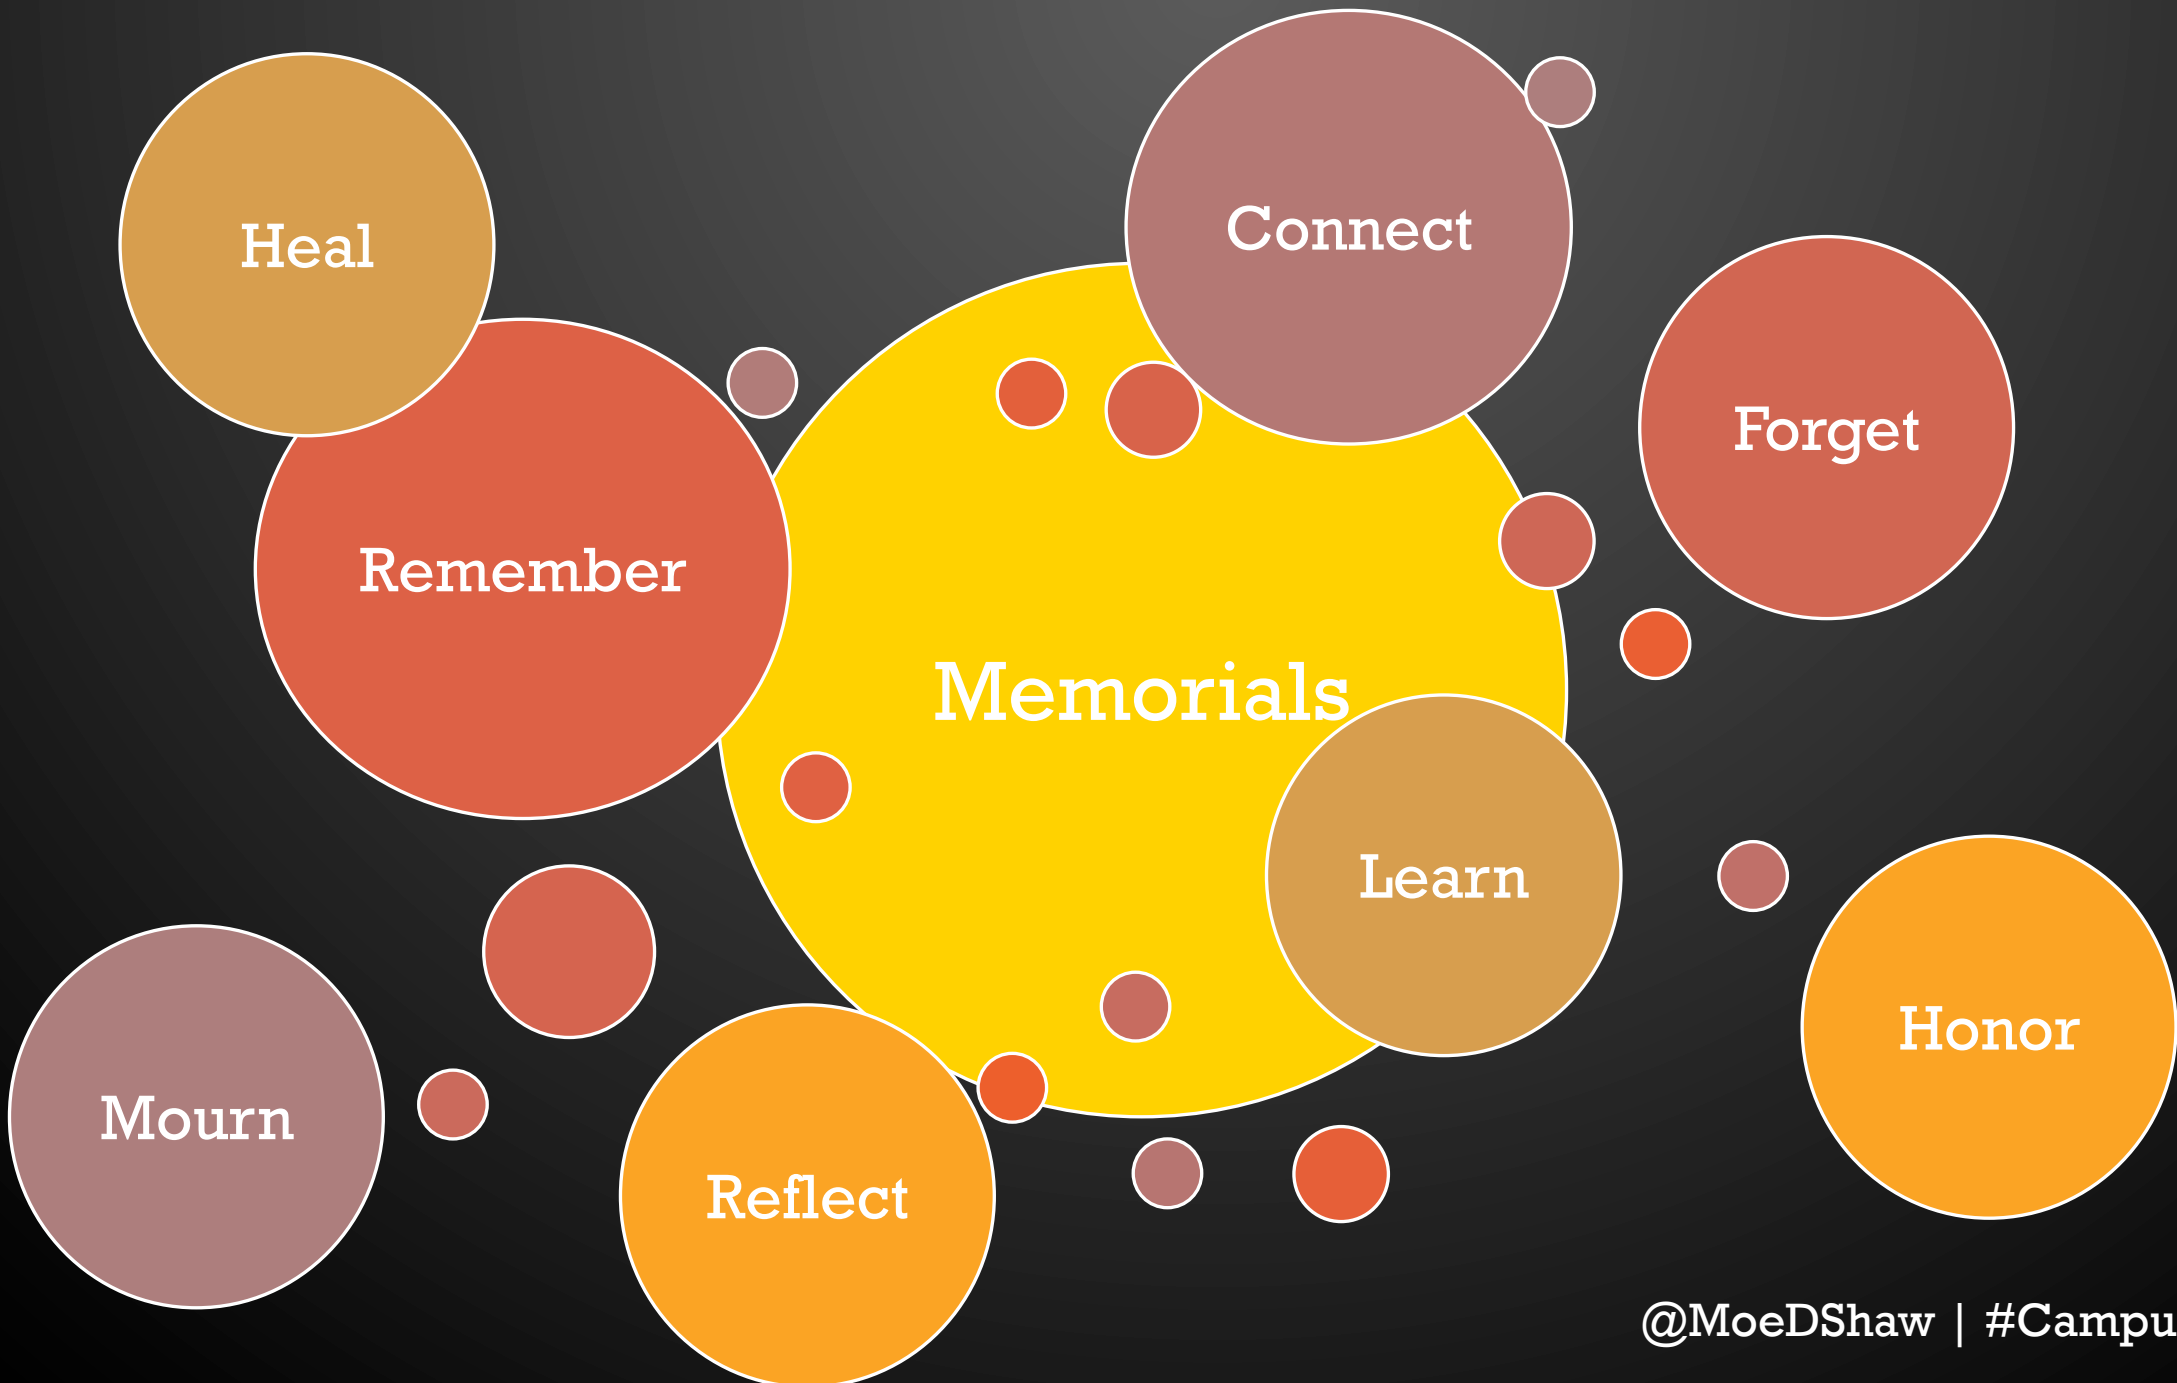 Heal
Connect
Forget
Remember
Memorials
Learn
Honor
Mourn
Reflect
@MoeDShaw | #Campu